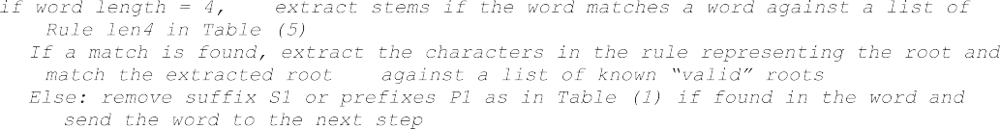 if word length = 4, extract stems if the word matches a word against a list of
Rule len4 in Table (5)
If a match is found, extract the characters in the rule representing the root and
match the extracted root against a list of known “valid” roots
Else: remove suffix S1 or prefixes P1 as in Table (1) if found in the word and
send the word to the next step